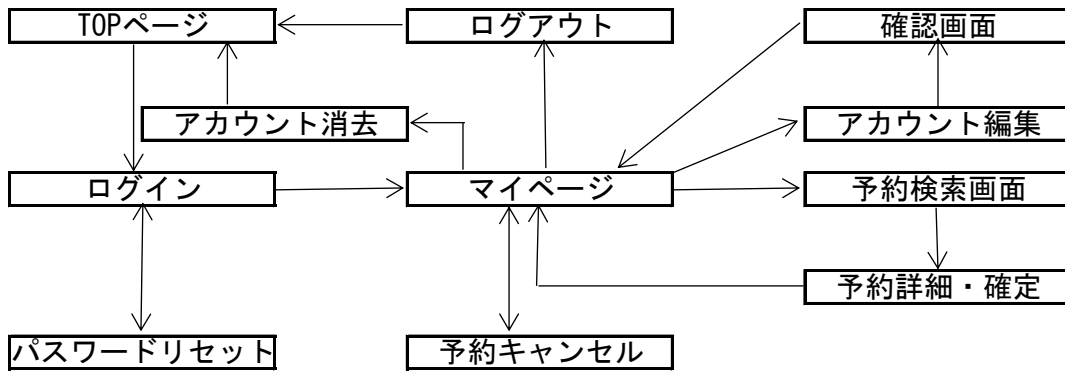 TOPページ
ログアウト
確認画面
アカウント消去
アカウント編集
ログイン
マイページ
予約検索画面
予約詳細・確定
パスワードリセット
予約キャンセル